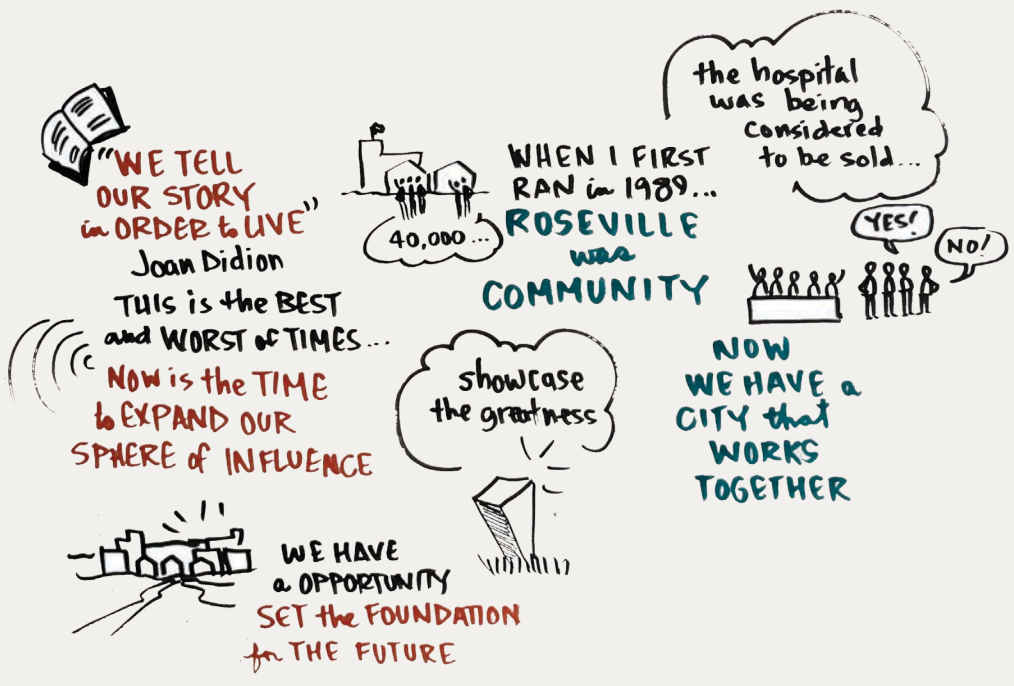 "WE TELL
OUR STORY
in ORDER to LIVE"
Joan Didion
THIS is the BEST
and WORST of TIMES...
NOW is the TIME
to EXPAND OUR
SPHERE of INFLUENCE
WE HAVE
a OPPORTUNITY
SET the FOUNDATION
for THE FUTURE
40,000...
WHEN I FIRST
RAN in 1989...
ROSEVILLE
was
COMMUNITY
showcase
the greatness
the hospital
was being
considered
to be sold...
YES!
NO!
NOW
WE HAVE a
CITY that
WORKS
TOGETHER